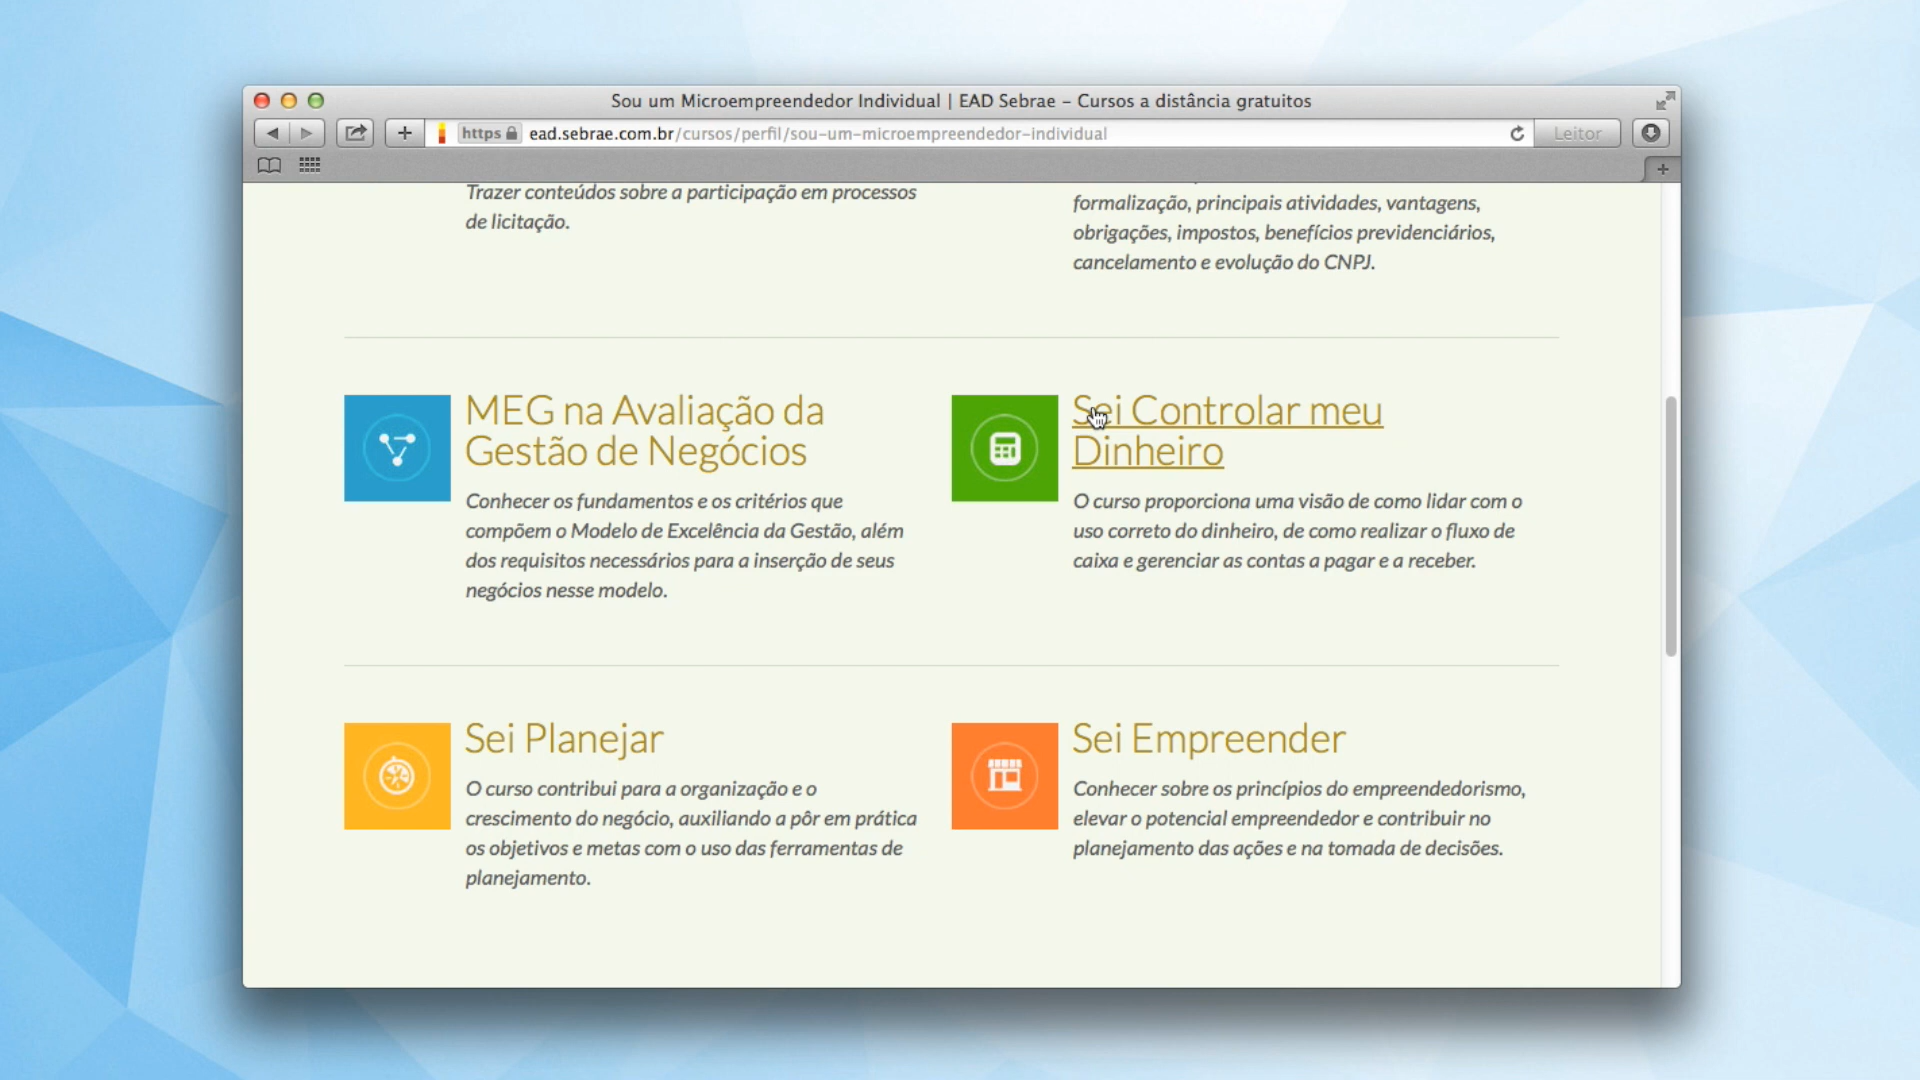 Sou um Microempreendedor Individual | EAD Sebrae – Cursos a distância gratuitos
https ead.sebrae.com.br/cursos/perfil/sou-um-microempreendedor-individual
Leitor
Trazer conteúdos sobre a participação em processos
de licitação.
formalização, principais atividades, vantagens,
obrigações, impostos, benefícios previdenciários,
cancelamento e evolução do CNPJ.
MEG na Avaliação da
Gestão de Negócios
Conhecer os fundamentos e os critérios que
compõem o Modelo de Excelência da Gestão, além
dos requisitos necessários para a inserção de seus
negócios nesse modelo.
Sei Controlar meu
Dinheiro
O curso proporciona uma visão de como lidar com o
uso correto do dinheiro, de como realizar o fluxo de
caixa e gerenciar as contas a pagar e a receber.
Sei Planejar
O curso contribui para a organização e o
crescimento do negócio, auxiliando a pôr em prática
os objetivos e metas com o uso das ferramentas de
planejamento.
Sei Empreender
Conhecer sobre os princípios do empreendedorismo,
elevar o potencial empreendedor e contribuir no
planejamento das ações e na tomada de decisões.